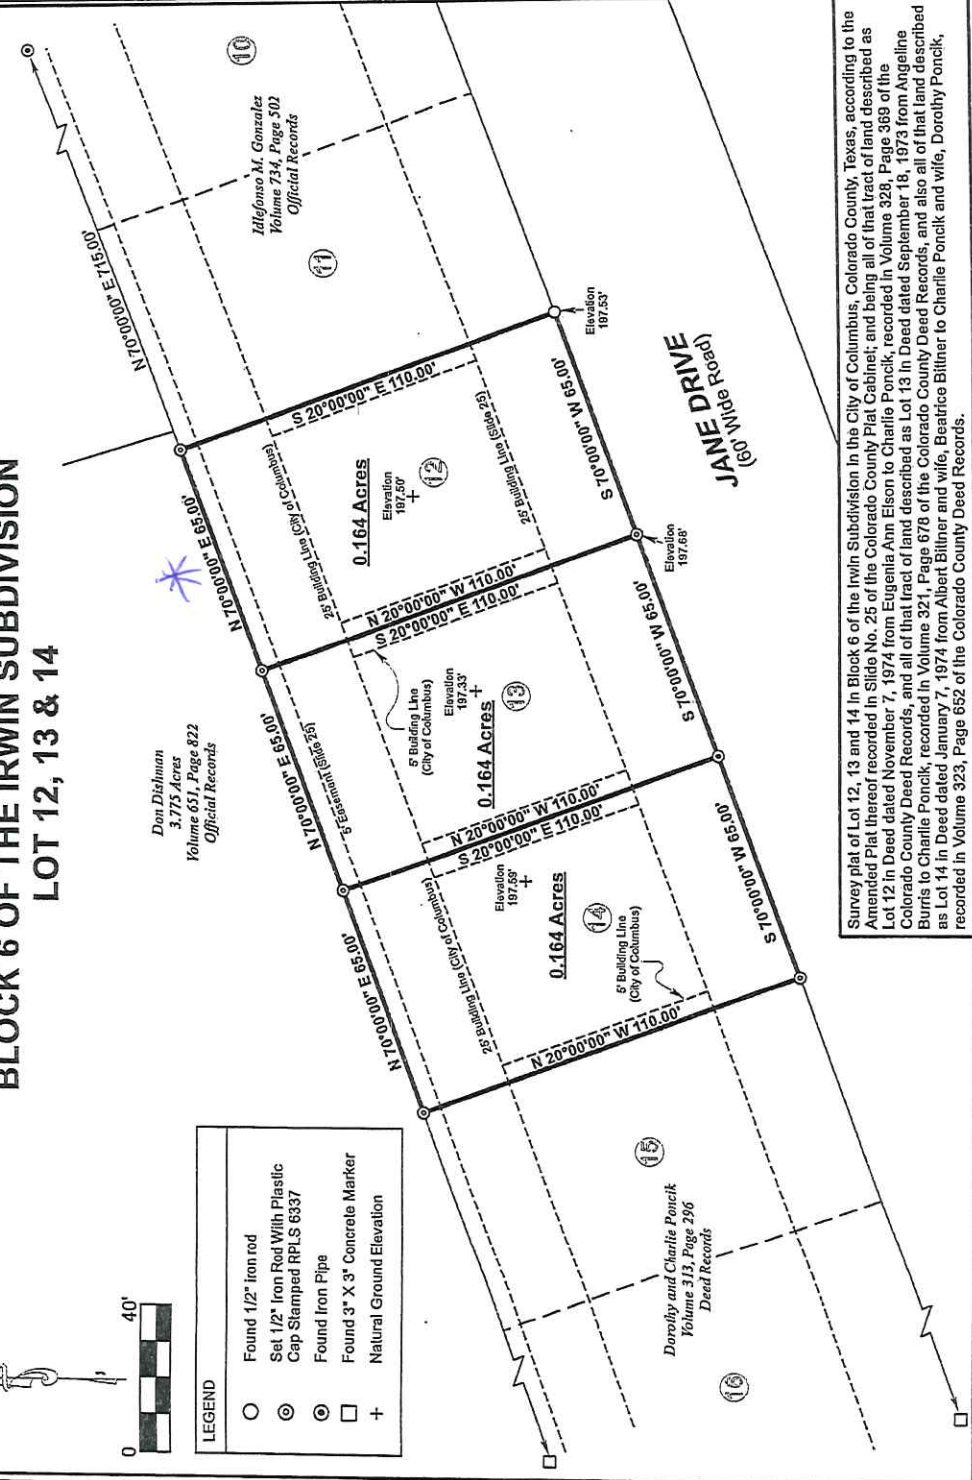 BLOCK 6 OF THE IRWIN SUBDIVISION
LOT 12, 13 & 14
0
40'
LEGEND
Found 1/2" iron rod
Set 1/2" Iron Rod With Plastic
Cap Stamped RPLS 6337
Found Iron Pipe
Found 3" X 3" Concrete Marker
Natural Ground Elevation
Don Dishman
3.775 Acres
Volume 651, Page 822
Official Records
N 70°00'00" E 715.00'
Idlefonso M. Gonzalez
Volume 734, Page 502
Official Records
10
11
N 70°00'00" E 65.00'
N 70°00'00" E 65.00'
N 70°00'00" E 65.00'
5' Easement (Slide 25)
25' Building Line (City of Columbus)
25' Building Line (City of Columbus)
S 20°00'00" E 110.00'
0.164 Acres
Elevation
197.50'
12
25' Building Line (Slide 25)
N 20°00'00" W 110.00'
S 20°00'00" E 110.00'
5' Building Line
(City of Columbus)
Elevation
197.33'
0.164 Acres
13
N 20°00'00" W 110.00'
S 20°00'00" E 110.00'
Elevation
197.59'
0.164 Acres
14
5' Building Line
(City of Columbus)
N 20°00'00" W 110.00'
S 70°00'00" W 65.00'
S 70°00'00" W 65.00'
S 70°00'00" W 65.00'
Elevation
197.53'
Elevation
197.68'
JANE DRIVE
(60' Wide Road)
15
Dorothy and Charlie Poncik
Volume 313, Page 296
Deed Records
16
Survey plat of Lot 12, 13 and 14 in Block 6 of the Irwin Subdivision in the City of Columbus, Colorado County, Texas, according to the
Amended Plat thereof recorded in Slide No. 25 of the Colorado County Plat Cabinet; and being all of that tract of land described as
Lot 12 in Deed dated November 7, 1974 from Eugenia Ann Elson to Charlie Poncik, recorded in Volume 328, Page 369 of the
Colorado County Deed Records, and all of that tract of land described as Lot 13 in Deed dated September 18, 1973 from Angeline
Burris to Charlie Poncik, recorded in Volume 321, Page 678 of the Colorado County Deed Records, and also all of that land described
as Lot 14 in Deed dated January 7, 1974 from Albert Bittner and wife, Beatrice Bittner to Charlie Poncik and wife, Dorothy Poncik,
recorded in Volume 323, Page 652 of the Colorado County Deed Records.